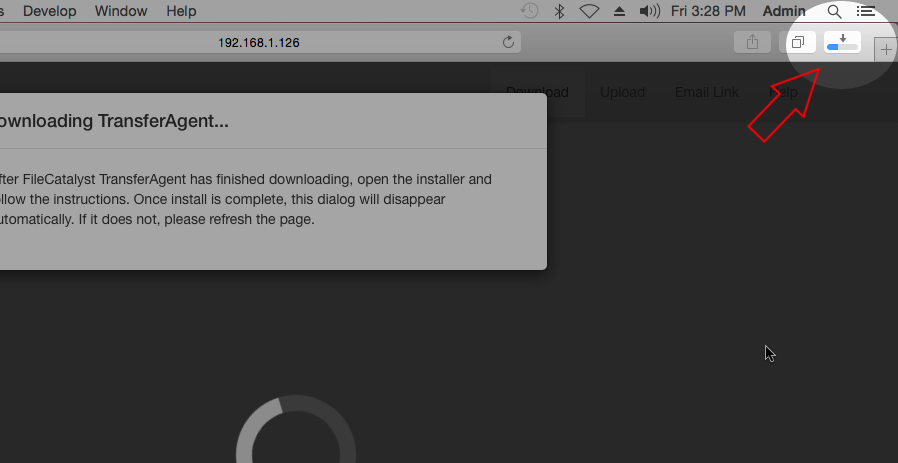 s Develop Window Help Fri 3:28 PM Admin
192.168.1.126
Download Upload Email Link Help
ownloading TransferAgent...
fter FileCatalyst TransferAgent has finished downloading, open the installer and
llow the instructions. Once install is complete, this dialog will disappear
utomatically. If it does not, please refresh the page.